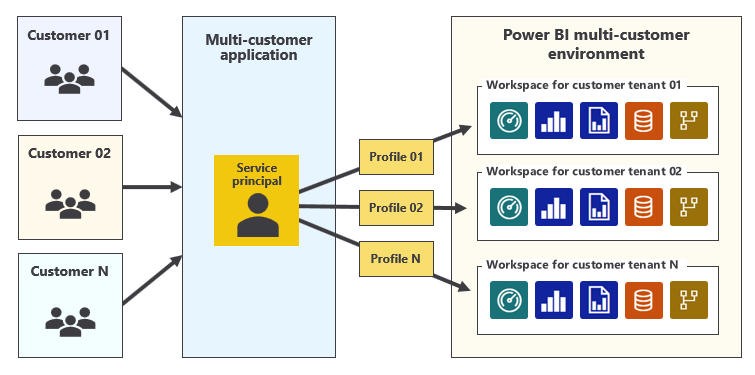 Customer 01
Customer 02
Customer N
Multi-customer
application
Service
principal
Profile 01
Profile 02
Profile N
Power BI multi-customer
environment
Workspace for customer tenant 01
Workspace for customer tenant 02
Workspace for customer tenant N